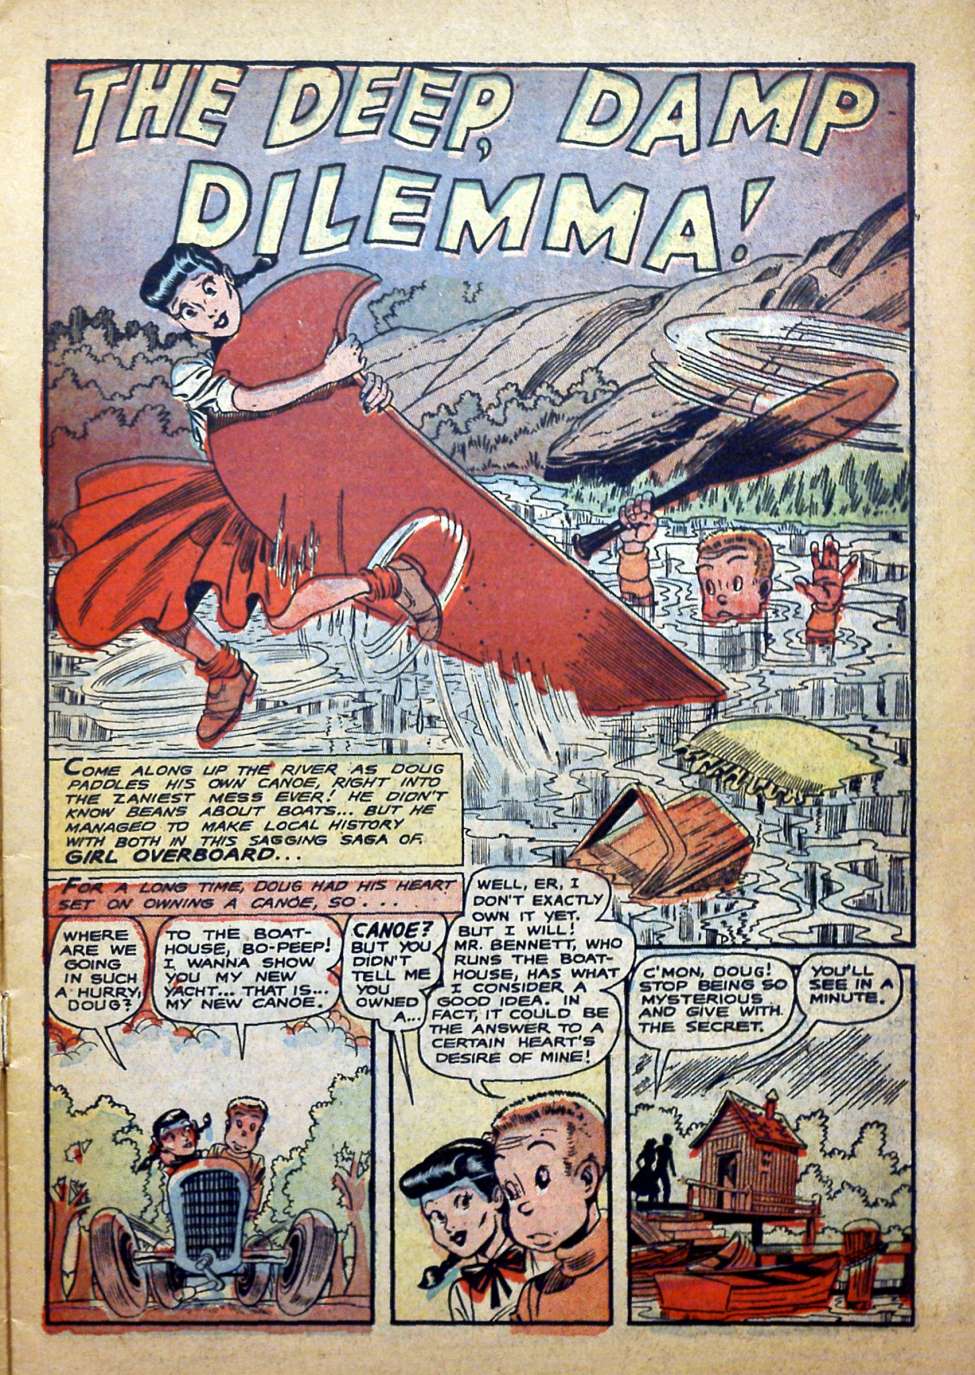 THE DEEP, DAMP
DILEMMA!
COME ALONG UP THE RIVER AS DOUG
PADDLES HIS OWN CANOE, RIGHT INTO
THE ZANIEST MESS EVER! HE DIDN'T
KNOW BEANS ABOUT BOATS... BUT HE
MANAGED TO MAKE LOCAL HISTORY
WITH BOTH IN THIS SAGGING SAGA OF
GIRL OVERBOARD...
FOR A LONG TIME, DOUG HAD HIS HEART
SET ON OWNING A CANOE, SO . . .
WHERE
ARE WE
GOING
IN SUCH
A HURRY,
DOUG?
TO THE BOAT-
HOUSE, BO-PEEP!
I WANNA SHOW
YOU MY NEW
YACHT... THAT IS...
MY NEW CANOE.
CANOE?
BUT YOU
DIDN'T
TELL ME
YOU
OWNED
A...
WELL, ER, I
DON'T EXACTLY
OWN IT YET.
BUT I WILL!
MR. BENNETT, WHO
RUNS THE BOAT-
HOUSE, HAS WHAT
I CONSIDER A
GOOD IDEA. IN
FACT, IT COULD BE
THE ANSWER TO A
CERTAIN HEART'S
DESIRE OF MINE!
C'MON, DOUG!
STOP BEING SO
MYSTERIOUS
AND GIVE WITH
THE SECRET.
YOU'LL
SEE IN A
MINUTE.